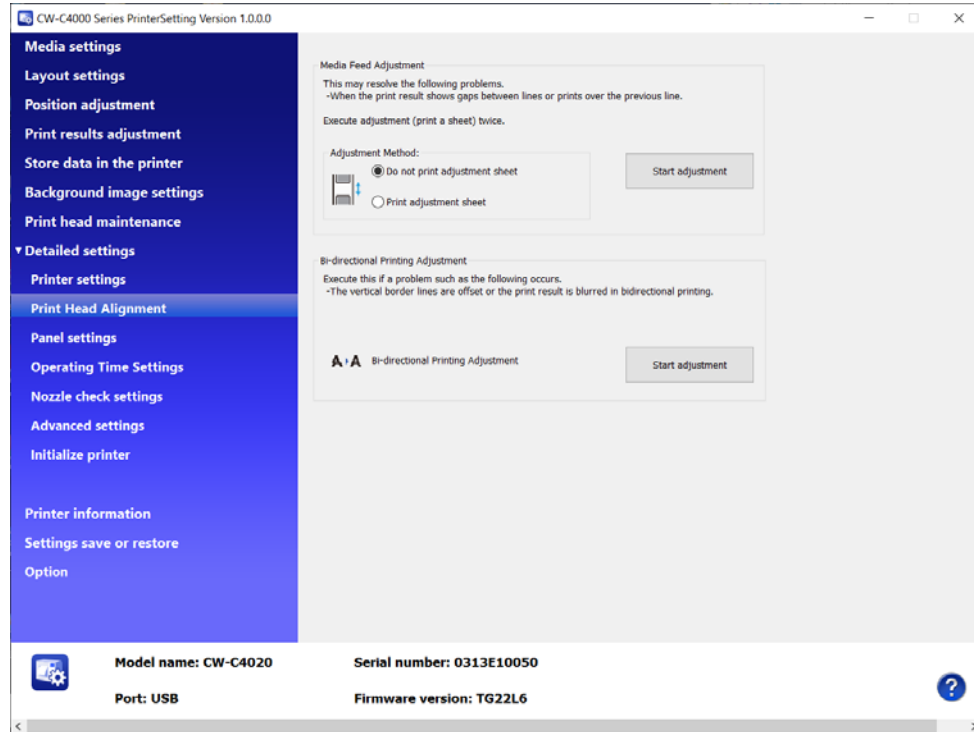 CW-C4000 Series PrinterSetting Version 1.0.0.0
Media settings
Layout settings
Position adjustment
Print results adjustment
Store data in the printer
Background image settings
Print head maintenance
Detailed settings
Printer settings
Print Head Alignment
Panel settings
Operating Time Settings
Nozzle check settings
Advanced settings
Initialize printer
Printer information
Settings save or restore
Option
Media Feed Adjustment
This may resolve the following problems.
-When the print result shows gaps between lines or prints over the previous line.
Execute adjustment (print a sheet) twice.
Adjustment Method:
Do not print adjustment sheet
Print adjustment sheet
Start adjustment
Bi-directional Printing Adjustment
Execute this if a problem such as the following occurs.
-The vertical border lines are offset or the print result is blurred in bidirectional printing.
A A Bi-directional Printing Adjustment
Start adjustment
Model name: CW-C4020 Serial number: 0313E10050
Port: USB Firmware version: TG22L6
?